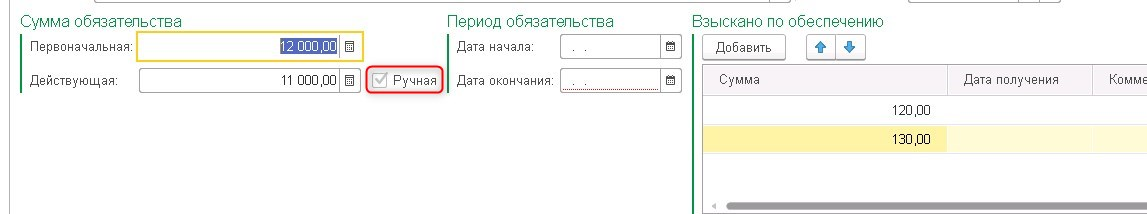 Сумма обязательства
Первоначальная: 12 000,00
Действующая: 11 000,00 Ручная
Период обязательства
Дата начала: . .
Дата окончания: . .
Взыскано по обеспечению
Добавить
Сумма Дата получения Комме
120,00
130,00